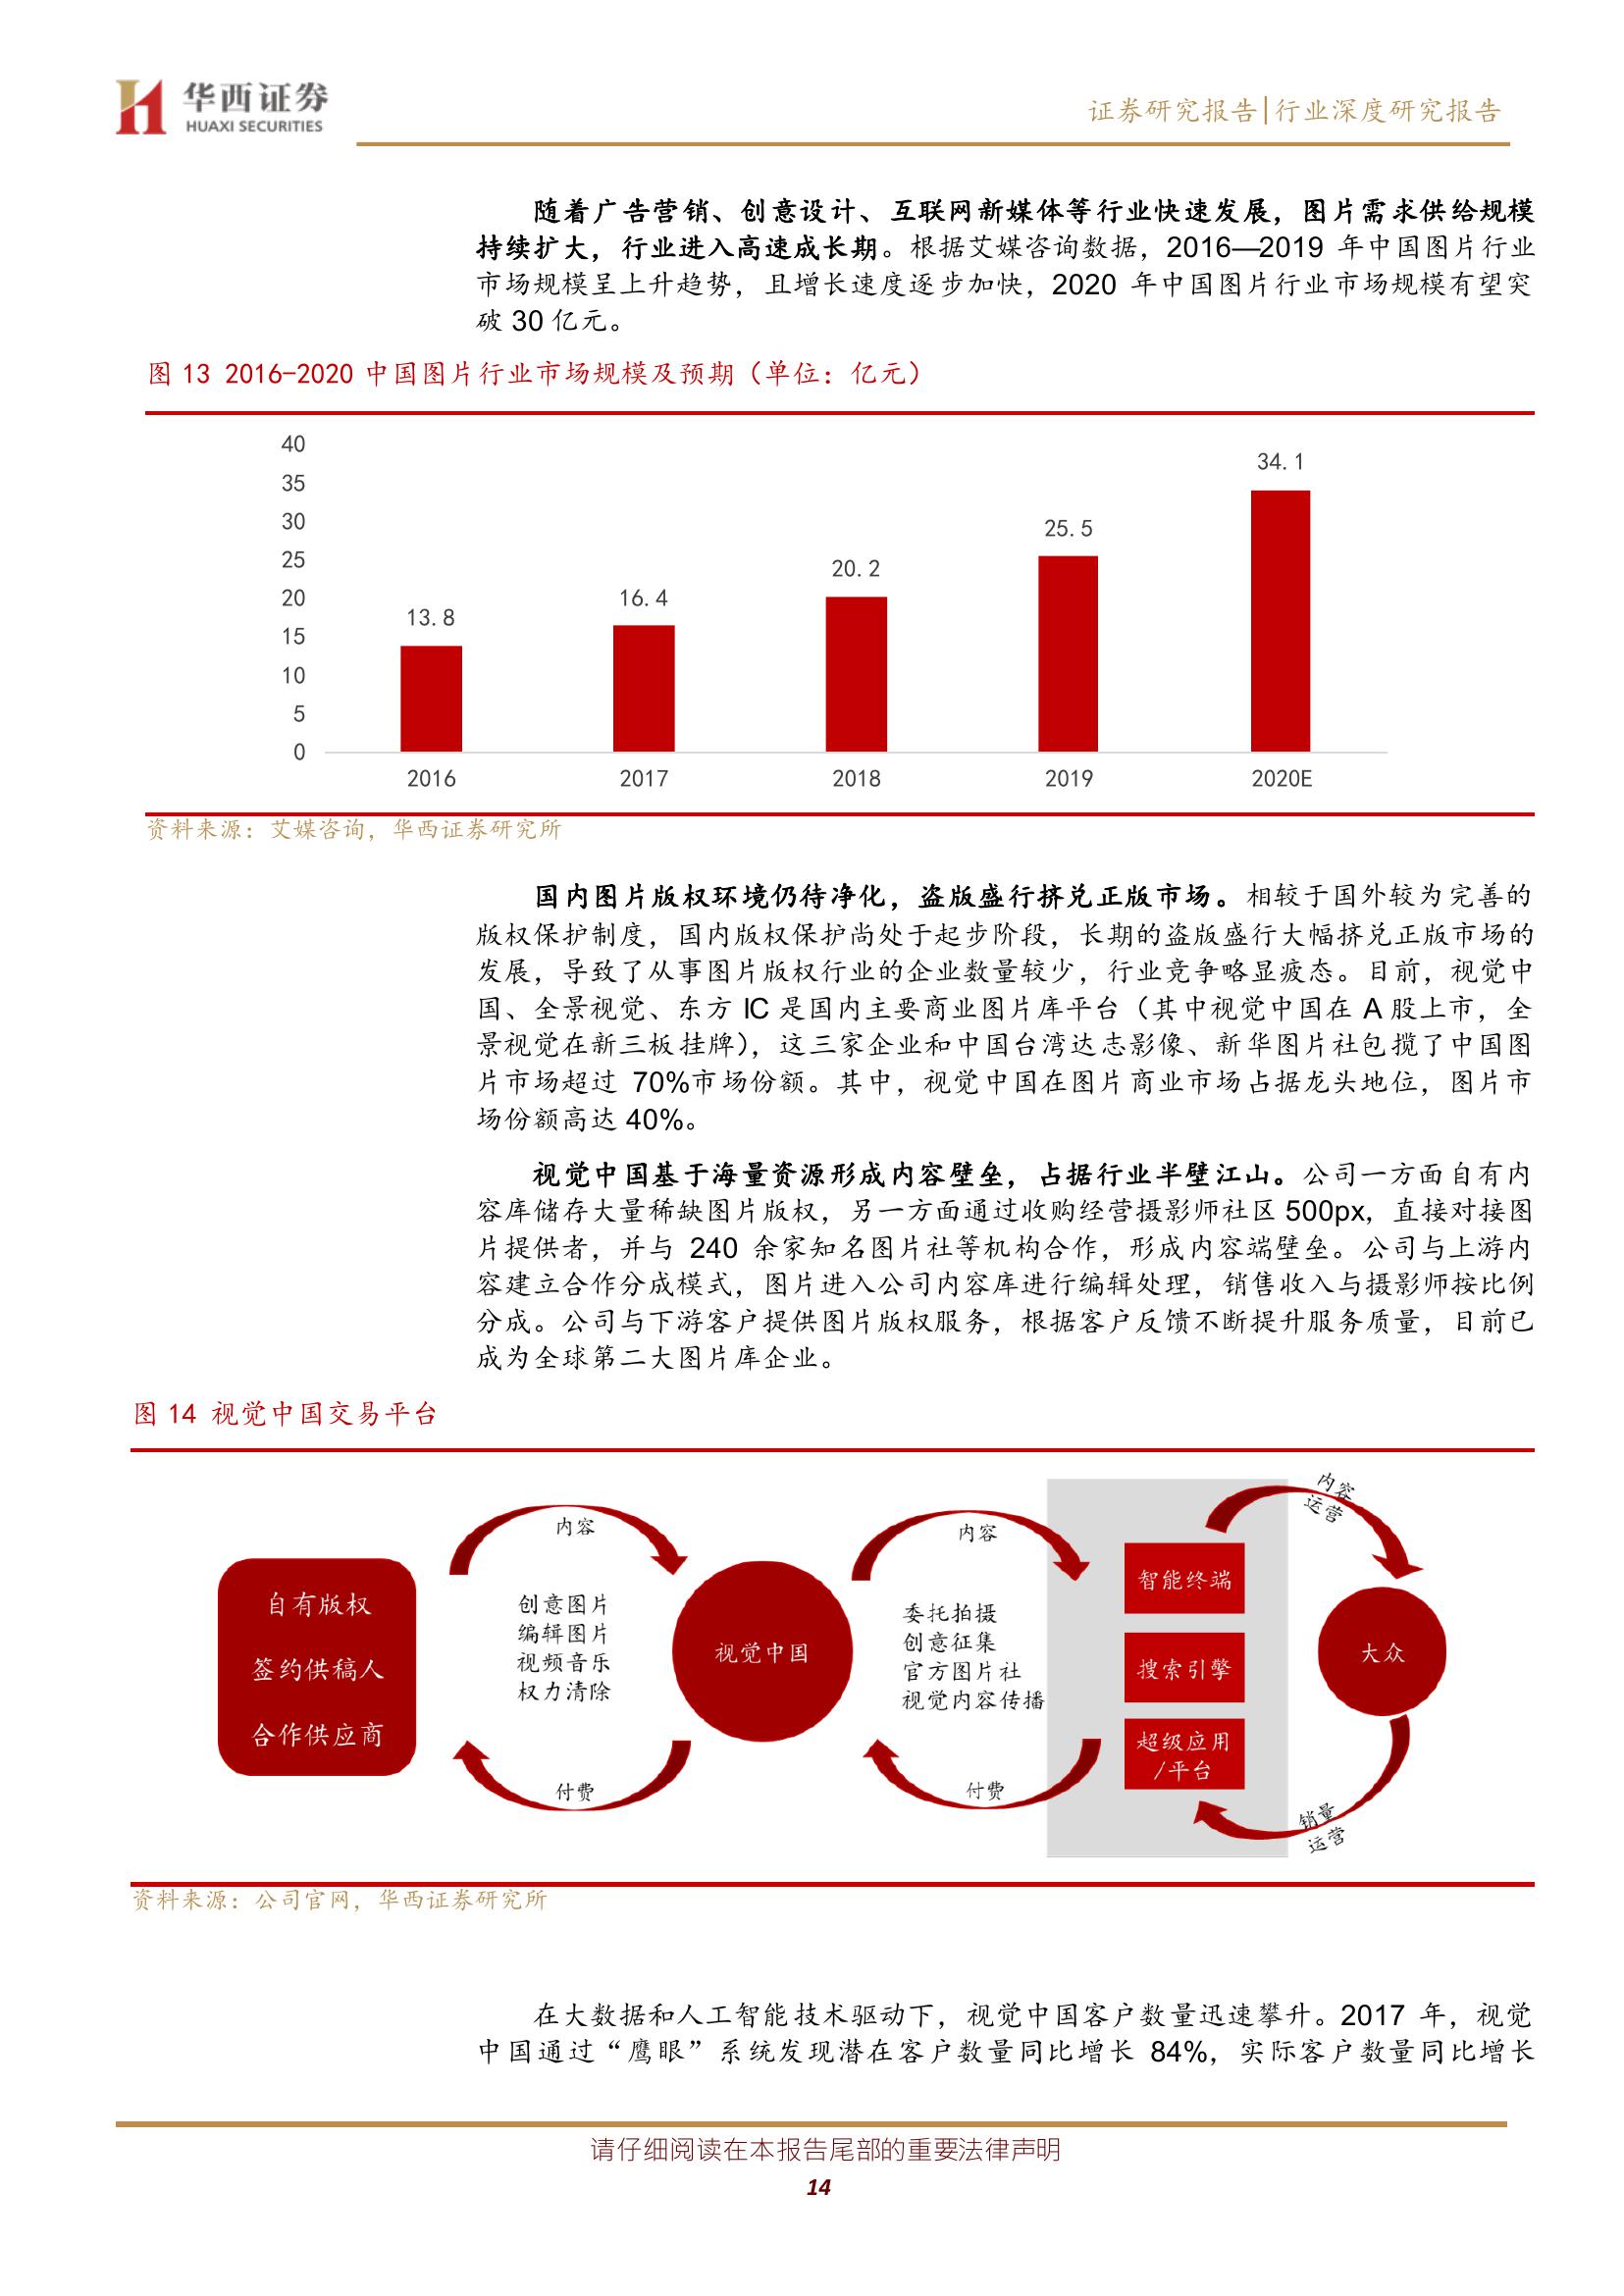 华西证券
HUAXI SECURITIES
证券研究报告|行业深度研究报告
随着广告营销、创意设计、互联网新媒体等行业快速发展，图片需求供给规模
持续扩大，行业进入高速成长期。根据艾媒咨询数据，2016—2019 年中国图片行业
市场规模呈上升趋势，且增长速度逐步加快，2020 年中国图片行业市场规模有望突
破 30 亿元。
图 13 2016-2020 中国图片行业市场规模及预期（单位：亿元）
40
35
30
25
20
15
10
5
0
13.8
16.4
20.2
25.5
34.1
2016
2017
2018
2019
2020E
资料来源：艾媒咨询，华西证券研究所
国内图片版权环境仍待净化，盗版盛行挤兑正版市场。相较于国外较为完善的
版权保护制度，国内版权保护尚处于起步阶段，长期的盗版盛行大幅挤兑正版市场的
发展，导致了从事图片版权行业的企业数量较少，行业竞争略显疲态。目前，视觉中
国、全景视觉、东方 IC 是国内主要商业图片库平台（其中视觉中国在 A 股上市，全
景视觉在新三板挂牌），这三家企业和中国台湾达志影像、新华图片社包揽了中国图
片市场超过 70%市场份额。其中，视觉中国在图片商业市场占据龙头地位，图片市
场份额高达 40%。
视觉中国基于海量资源形成内容壁垒，占据行业半壁江山。公司一方面自有内
容库储存大量稀缺图片版权，另一方面通过收购经营摄影师社区 500px，直接对接图
片提供者，并与 240 余家知名图片社等机构合作，形成内容端壁垒。公司与上游内
容建立合作分成模式，图片进入公司内容库进行编辑处理，销售收入与摄影师按比例
分成。公司与下游客户提供图片版权服务，根据客户反馈不断提升服务质量，目前已
成为全球第二大图片库企业。
图 14 视觉中国交易平台
自有版权
签约供稿人
合作供应商
内容
创意图片
编辑图片
视频音乐
权力清除
付费
视觉中国
内容
委托拍摄
创意征集
官方图片社
视觉内容传播
付费
智能终端
搜索引擎
超级应用
/平台
内容
运营
大众
销量
运营
资料来源：公司官网，华西证券研究所
在大数据和人工智能技术驱动下，视觉中国客户数量迅速攀升。2017 年，视觉
中国通过“鹰眼”系统发现潜在客户数量同比增长 84%，实际客户数量同比增长
请仔细阅读在本报告尾部的重要法律声明
14